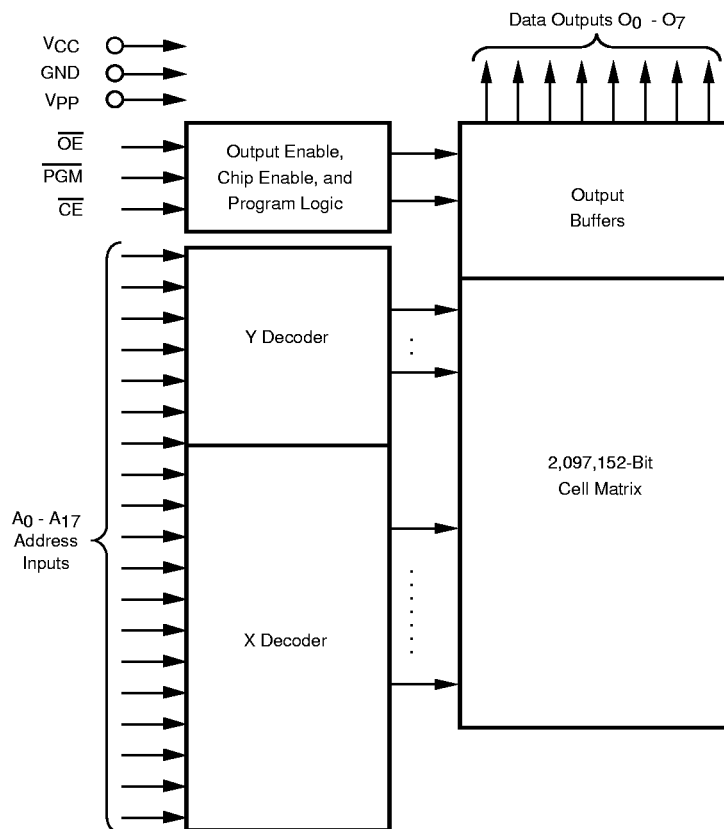 Data Outputs O0 - O7
VCC
GND
VPP
OE
PGM
CE
Output Enable,
Chip Enable, and
Program Logic
Output
Buffers
Y Decoder
2,097,152-Bit
Cell Matrix
A0 - A17
Address
Inputs
X Decoder